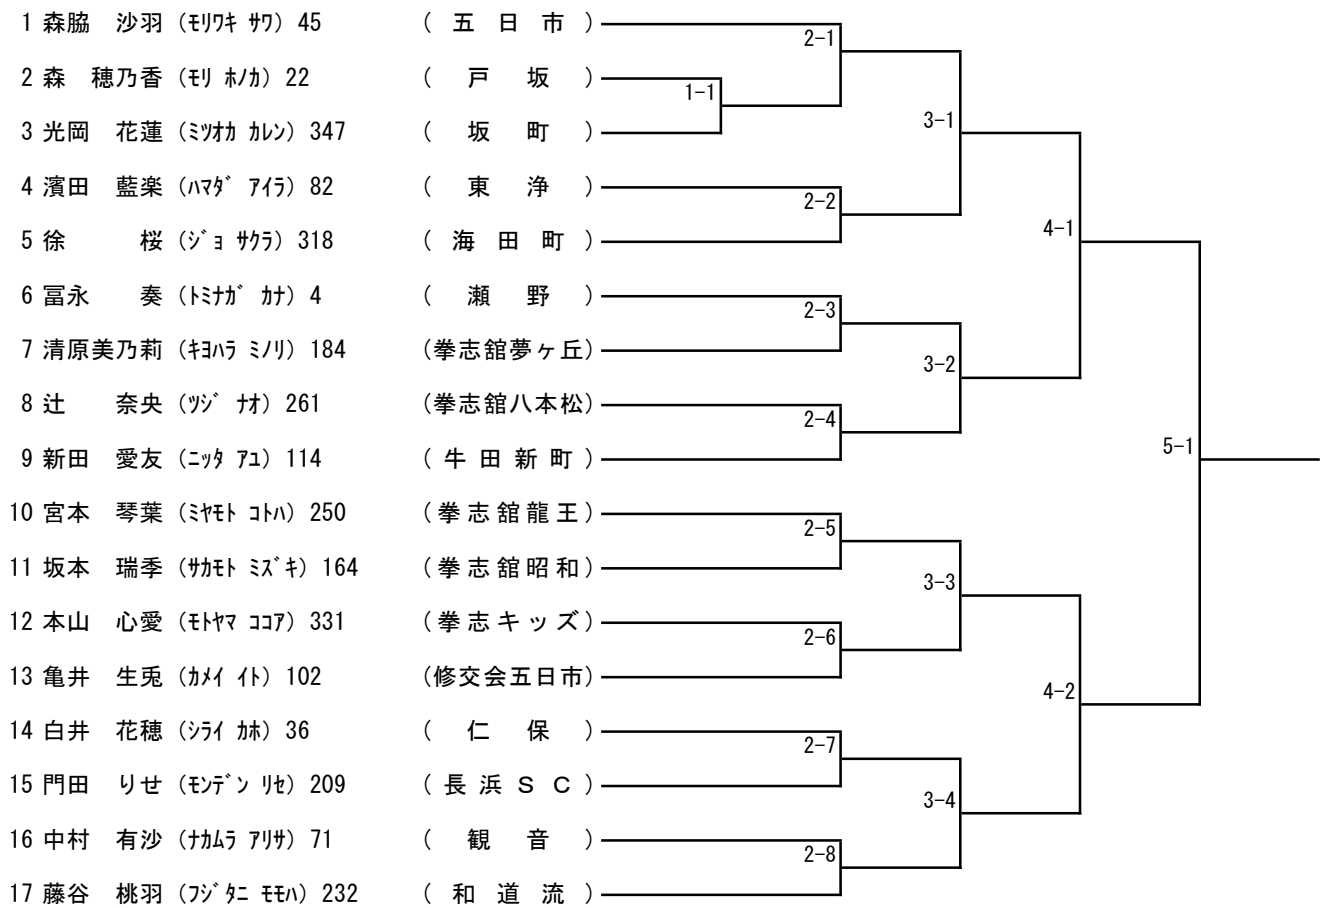 1 森脇　沙羽 (ﾓﾘﾜｷ ｻﾜ) 45 ( 五 日 市 )
2-1
2 森　穂乃香 (ﾓﾘ ﾎﾉｶ) 22 ( 戸 坂 )
1-1
3 光岡　花蓮 (ﾐﾂｵｶ ｶﾚﾝ) 347 ( 坂 町 )
3-1
4 濱田　藍楽 (ﾊﾏﾀﾞ ｱｲﾗ) 82 ( 東 浄 )
2-2
5 徐　　桜 (ｼﾞｮ ｻｸﾗ) 318 ( 海 田 町 )
4-1
6 冨永　　奏 (ﾄﾐﾅｶﾞ ｶﾅ) 4 ( 瀬 野 )
2-3
7 清原美乃莉 (ｷﾖﾊﾗ ﾐﾉﾘ) 184 (拳志舘夢ヶ丘)
3-2
8 辻　　奈央 (ﾂｼﾞ ﾅｵ) 261 (拳志舘八本松)
2-4
9 新田　愛友 (ﾆｯﾀ ｱﾕ) 114 ( 牛 田 新 町 )
5-1
10 宮本　琴葉 (ﾐﾔﾓﾄ ｺﾄﾊ) 250 ( 拳 志 舘 龍 王 )
2-5
11 坂本　瑞季 (ｻｶﾓﾄ ﾐｽﾞｷ) 164 ( 拳 志 舘 昭 和 )
3-3
12 本山　心愛 (ﾓﾄﾔﾏ ｺｺｱ) 331 ( 拳 志 キ ッ ズ )
2-6
13 亀井　生兎 (ｶﾒｲ ｲﾄ) 102 (修交会五日市)
4-2
14 白井　花穂 (ｼﾗｲ ｶﾎ) 36 ( 仁 保 )
2-7
15 門田　りせ (ﾓﾝﾃﾞﾝ ﾘｾ) 209 ( 長 浜 Ｓ Ｃ )
3-4
16 中村　有沙 (ﾅｶﾑﾗ ｱﾘｻ) 71 ( 観 音 )
2-8
17 藤谷　桃羽 (ﾌｼﾞﾀﾆ ﾓﾓﾊ) 232 ( 和 道 流 )